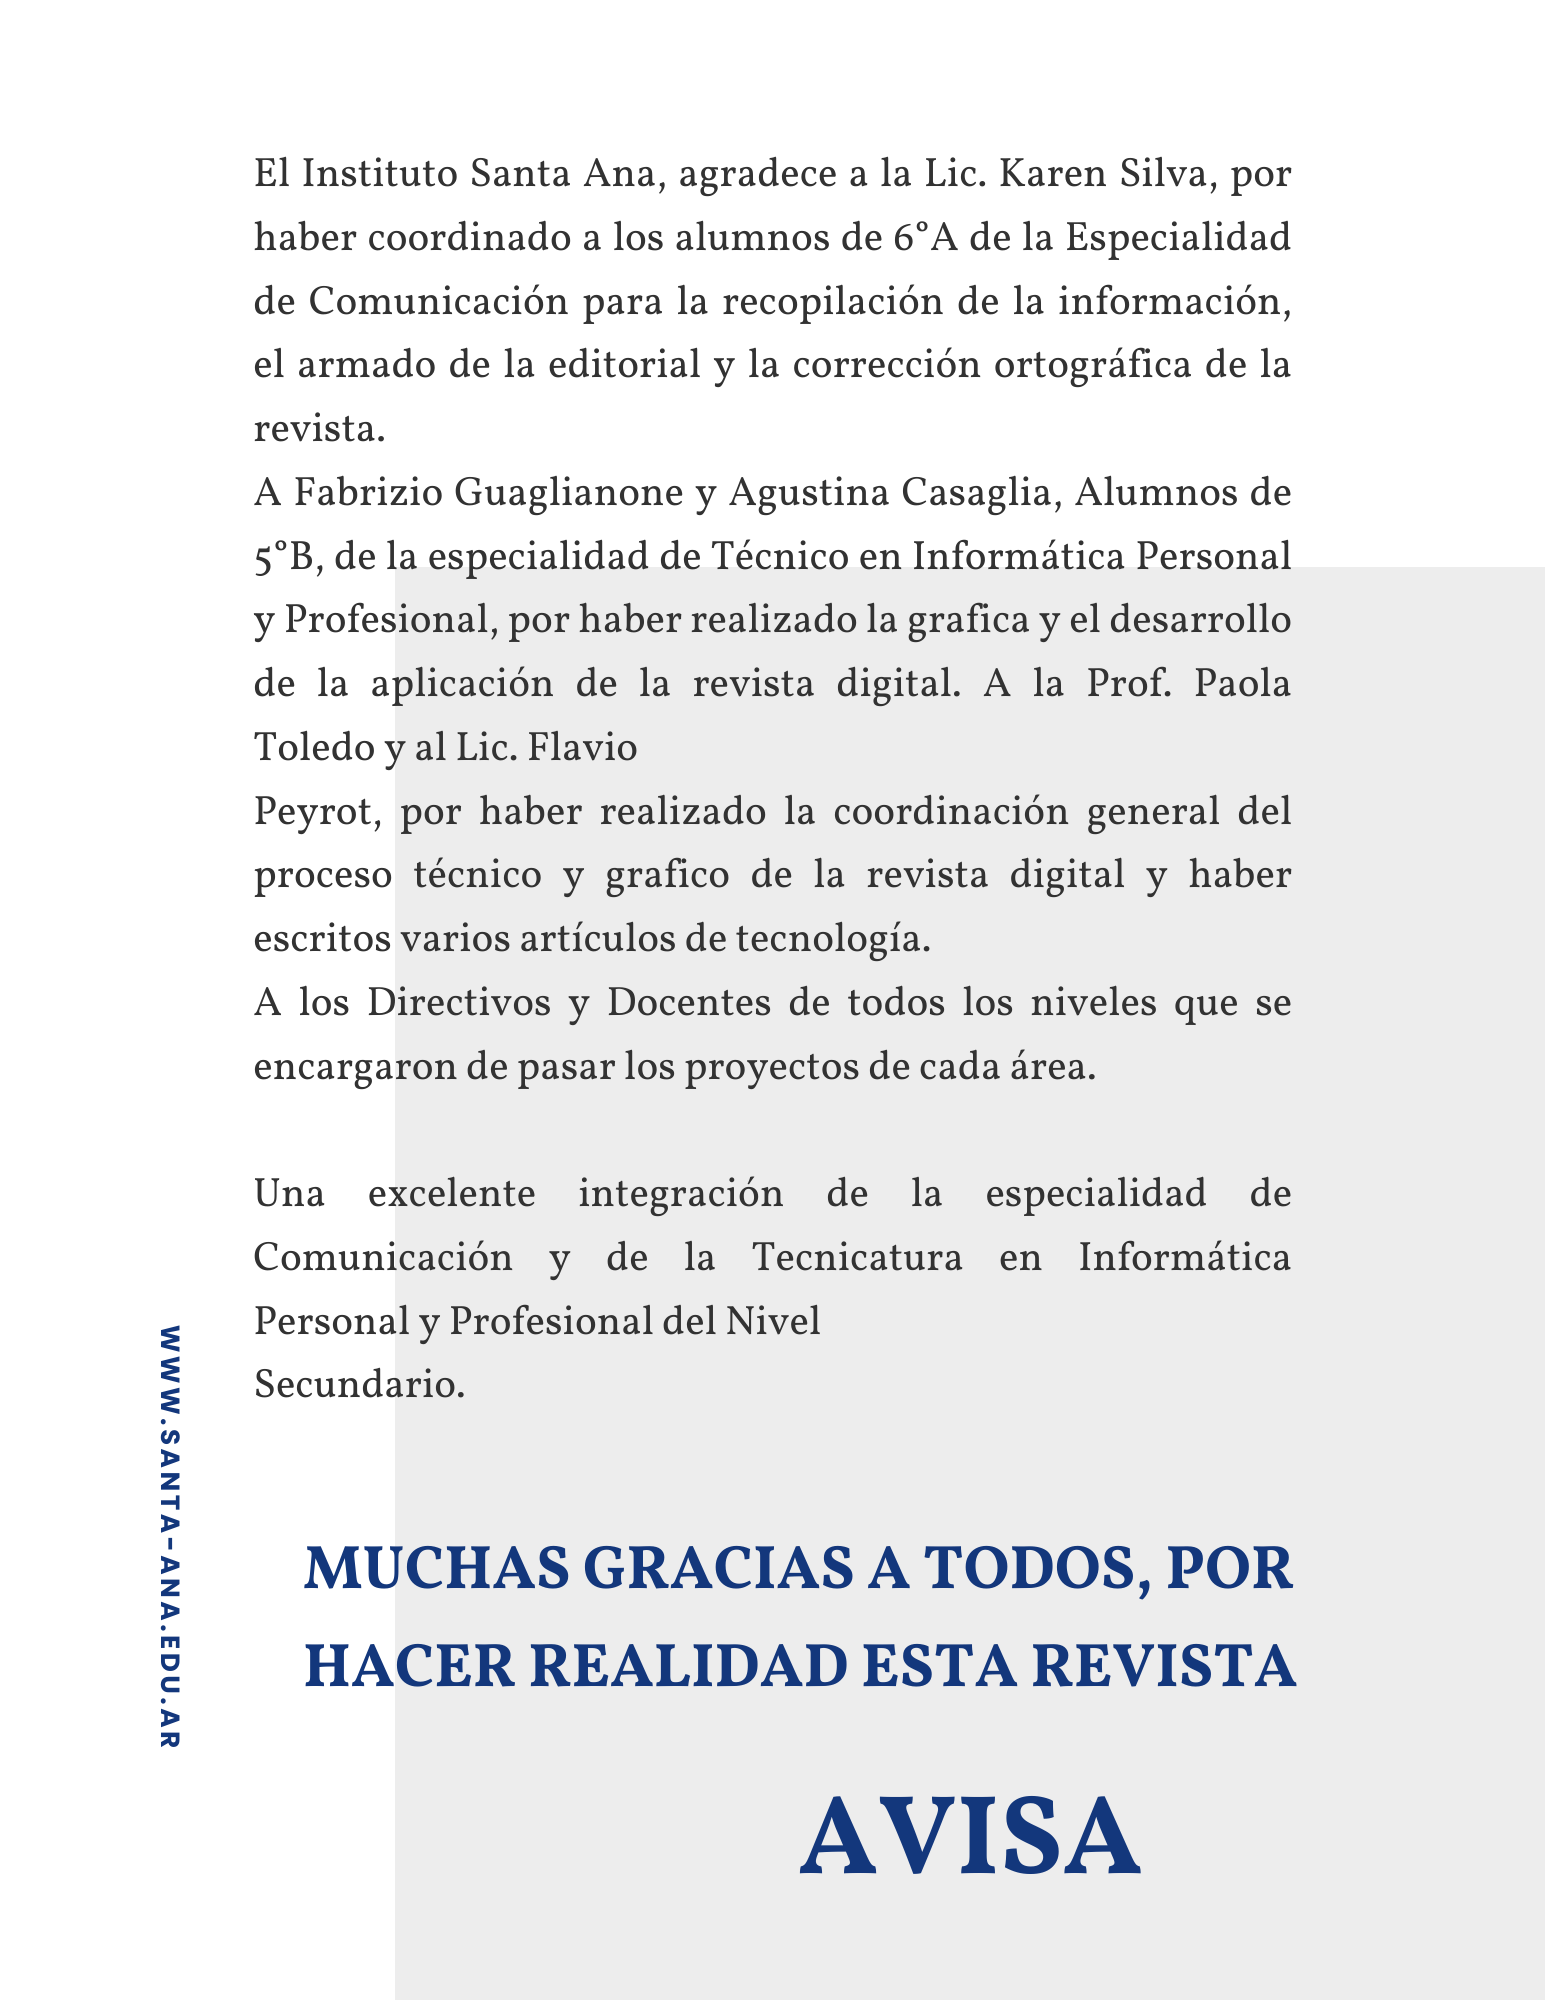 El Instituto Santa Ana, agradece a la Lic. Karen Silva, por
haber coordinado a los alumnos de 6°A de la Especialidad
de Comunicación para la recopilación de la información,
el armado de la editorial y la corrección ortográfica de la
revista.
A Fabrizio Guaglianone y Agustina Casaglia, Alumnos de
5°B, de la especialidad de Técnico en Informática Personal
y Profesional, por haber realizado la grafica y el desarrollo
de la aplicación de la revista digital. A la Prof. Paola
Toledo y al Lic. Flavio
Peyrot, por haber realizado la coordinación general del
proceso técnico y grafico de la revista digital y haber
escritos varios artículos de tecnología.
A los Directivos y Docentes de todos los niveles que se
encargaron de pasar los proyectos de cada área.
Una excelente integración de la especialidad de
Comunicación y de la Tecnicatura en Informática
Personal y Profesional del Nivel
Secundario.
WWW.SANTA-ANA.EDU.AR
MUCHAS GRACIAS A TODOS, POR
HACER REALIDAD ESTA REVISTA
AVISA